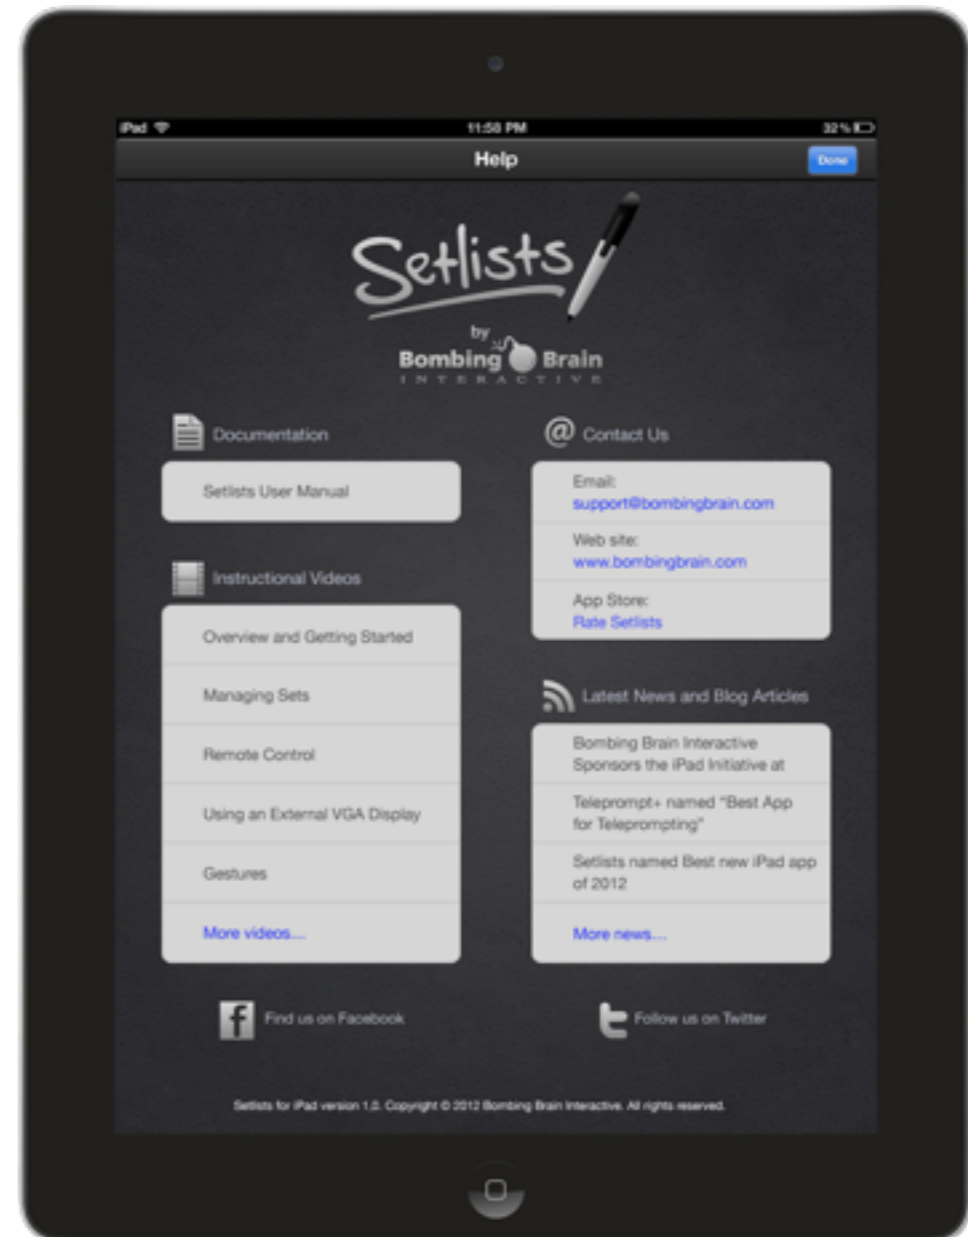 iPad
11:58 PM
32%
Help
Done
Setlists
by
Bombing Brain
INTERACTIVE
Documentation
Setlists User Manual
Instructional Videos
Overview and Getting Started
Managing Sets
Remote Control
Using an External VGA Display
Gestures
More videos....
Contact Us
Email:
support@bombingbrain.com
Web site:
www.bombingbrain.com
App Store:
Rate Setlists
Latest News and Blog Articles
Bombing Brain Interactive
Sponsors the iPad Initiative at
Teleprompt+ named “Best App
for Teleprompting”
Setlists named Best new iPad app
of 2012
More news....
Find us on Facebook
Follow us on Twitter
Setlists for iPad version 1.0. Copyright © 2012 Bombing Brain Interactive. All rights reserved.